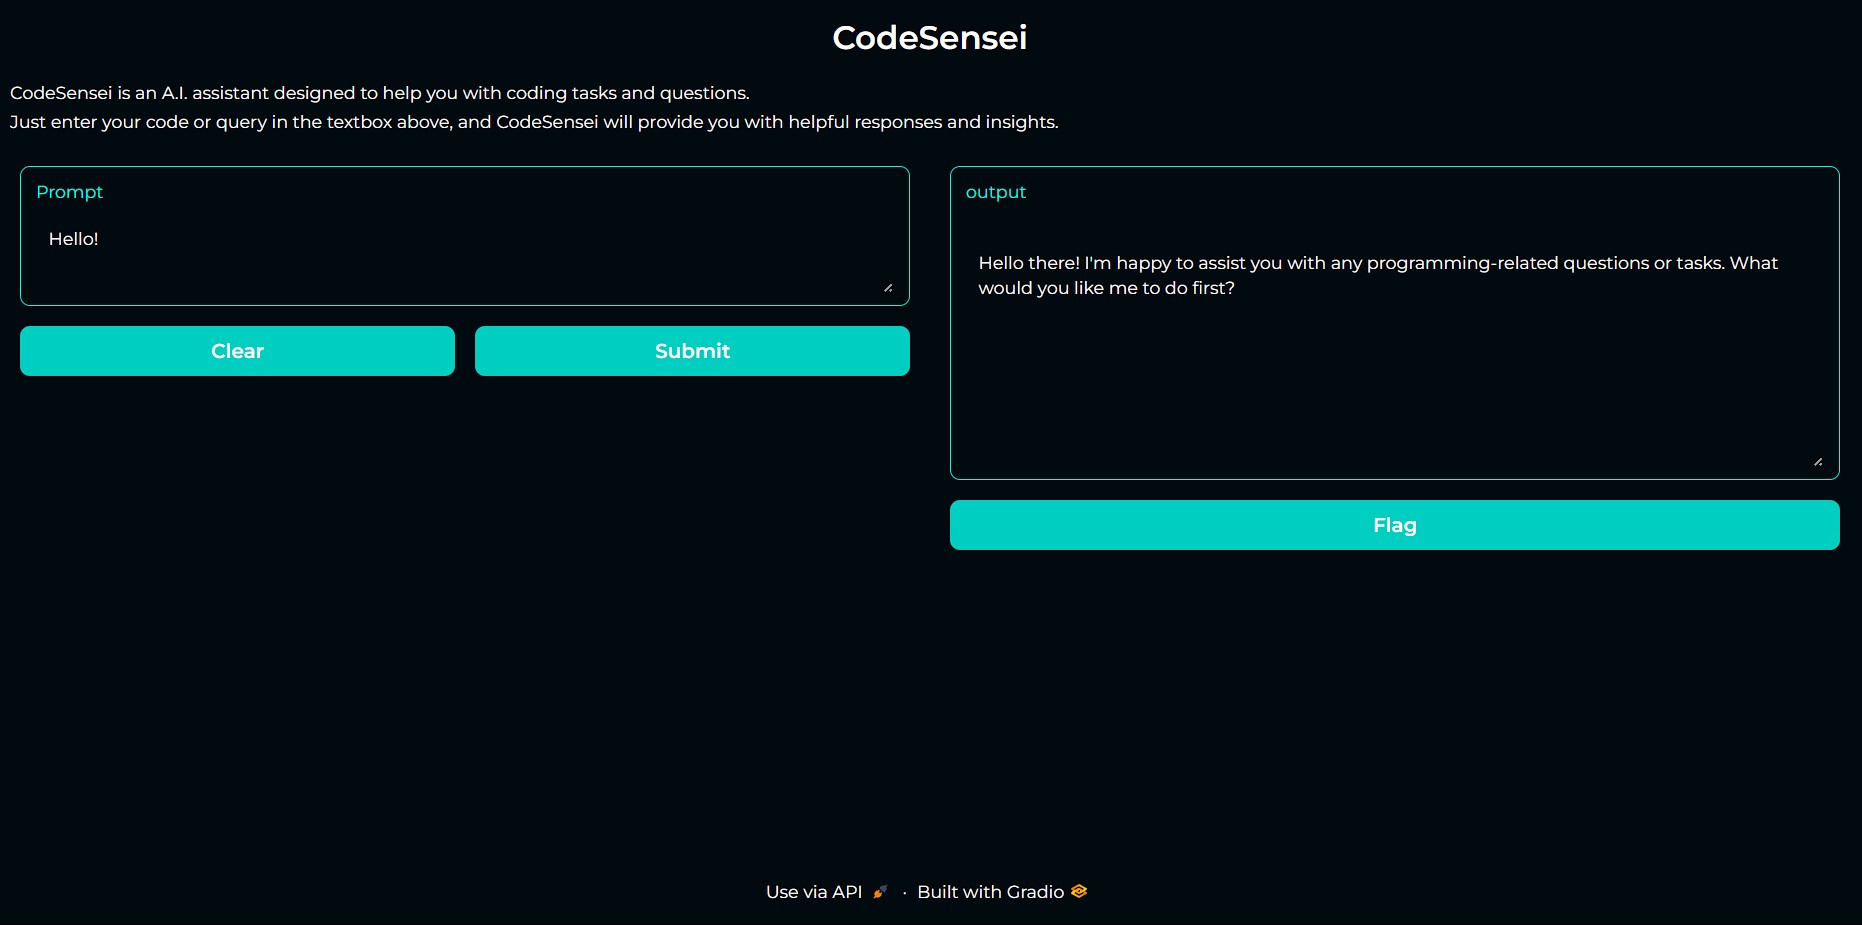 CodeSensei
CodeSensei is an A.I. assistant designed to help you with coding tasks and questions.
Just enter your code or query in the textbox above, and CodeSensei will provide you with helpful responses and insights.
Prompt
Hello!
Clear
Submit
output
Hello there! I'm happy to assist you with any programming-related questions or tasks. What
would you like me to do first?
Flag
Use via API · Built with Gradio